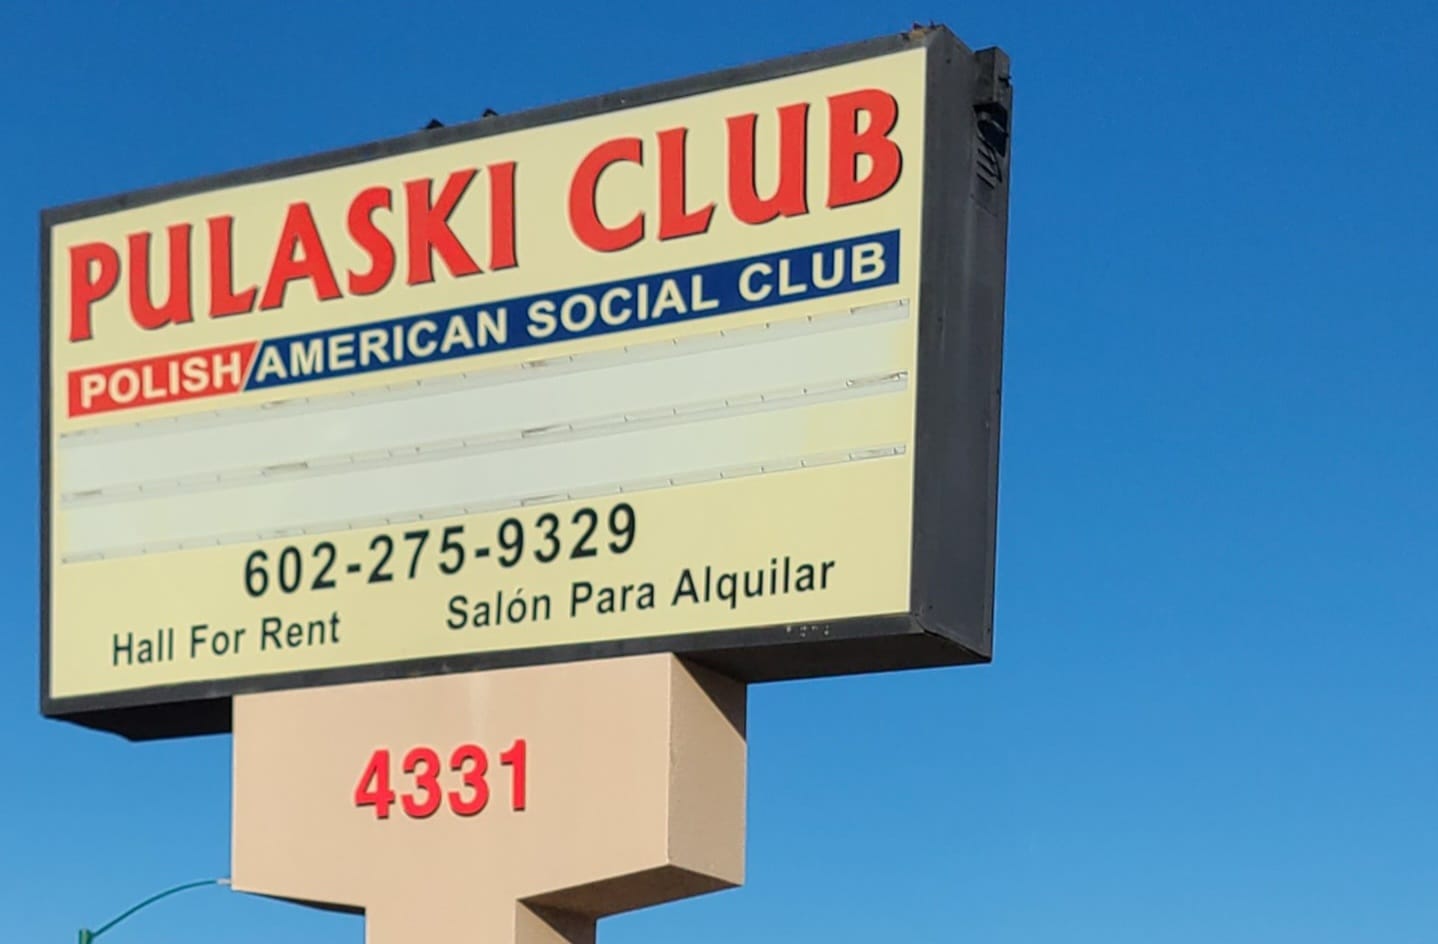 PULASKI CLUB
POLISH/AMERICAN SOCIAL CLUB
602-275-9329
Hall For Rent Salón Para Alquilar
4331